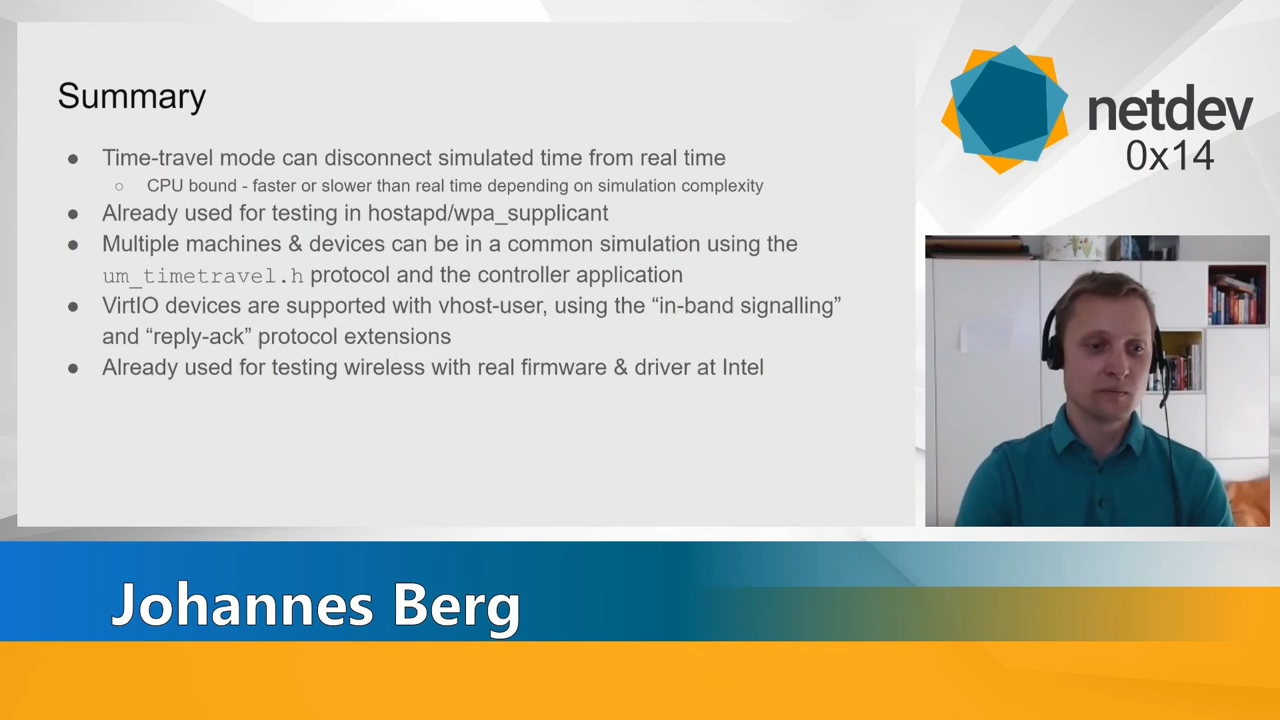 Summary
● Time-travel mode can disconnect simulated time from real time
○ CPU bound - faster or slower than real time depending on simulation complexity
● Already used for testing in hostapd/wpa_supplicant
● Multiple machines & devices can be in a common simulation using the
um_timetravel.h protocol and the controller application
● VirtIO devices are supported with vhost-user, using the “in-band signalling”
and “reply-ack” protocol extensions
● Already used for testing wireless with real firmware & driver at Intel
netdev
0x14
Johannes Berg